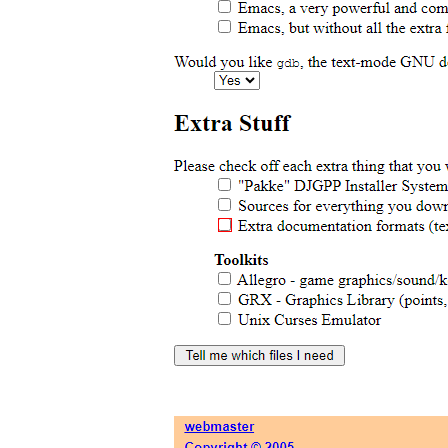 Emacs, a very powerful and com
Emacs, but without all the extra
Would you like gdb, the text-mode GNU d
Yes
Extra Stuff
Please check off each extra thing that you
"Pakke" DJGPP Installer System
Sources for everything you dow
Extra documentation formats (te
Toolkits
Allegro - game graphics/sound/k
GRX - Graphics Library (points,
Unix Curses Emulator
Tell me which files I need
webmaster
Copyright © 2005